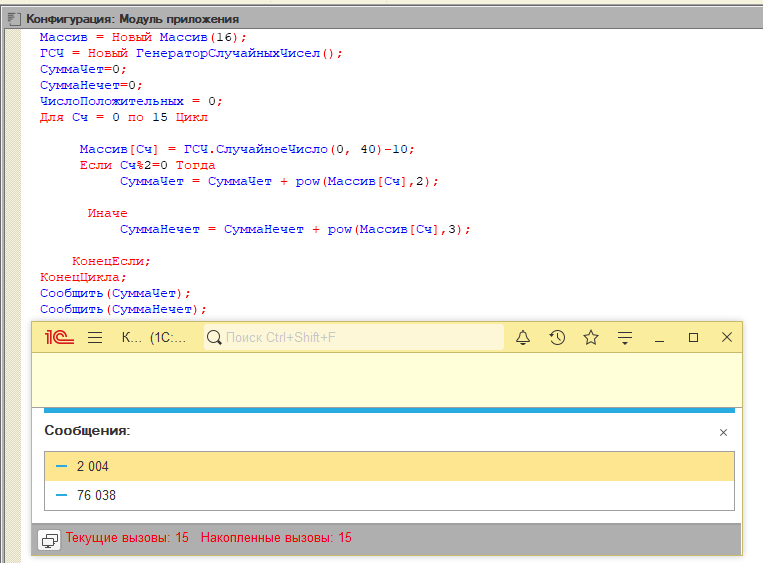 Конфигурация: Модуль приложения
Массив = Новый Массив(16);
ГСЧ = Новый ГенераторСлучайныхЧисел();
СуммаЧет=0;
СуммаНечет=0;
ЧислоПоложительных = 0;
Для Сч = 0 по 15 Цикл
Массив[Сч] = ГСЧ.СлучайноеЧисло(0, 40)-10;
Если Сч%2=0 Тогда
СуммаЧет = СуммаЧет + pow(Массив[Сч],2);
Иначе
СуммаНечет = СуммаНечет + pow(Массив[Сч],3);
КонецЕсли;
КонецЦикла;
Сообщить(СуммаЧет);
Сообщить(СуммаНечет);
1С К... (1С:... Поиск Ctrl+Shift+F
Сообщения:
2 004
76 038
Текущие вызовы: 15 Накопленные вызовы: 15